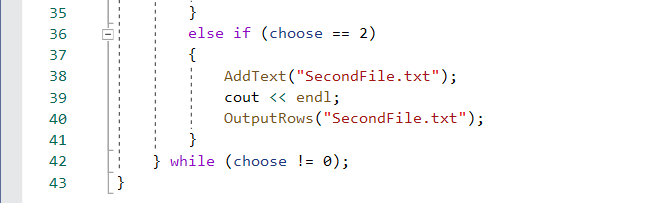 35 }
36 else if (choose == 2)
37 {
38 AddText("SecondFile.txt");
39 cout << endl;
40 OutputRows("SecondFile.txt");
41 }
42 } while (choose != 0);
43 }